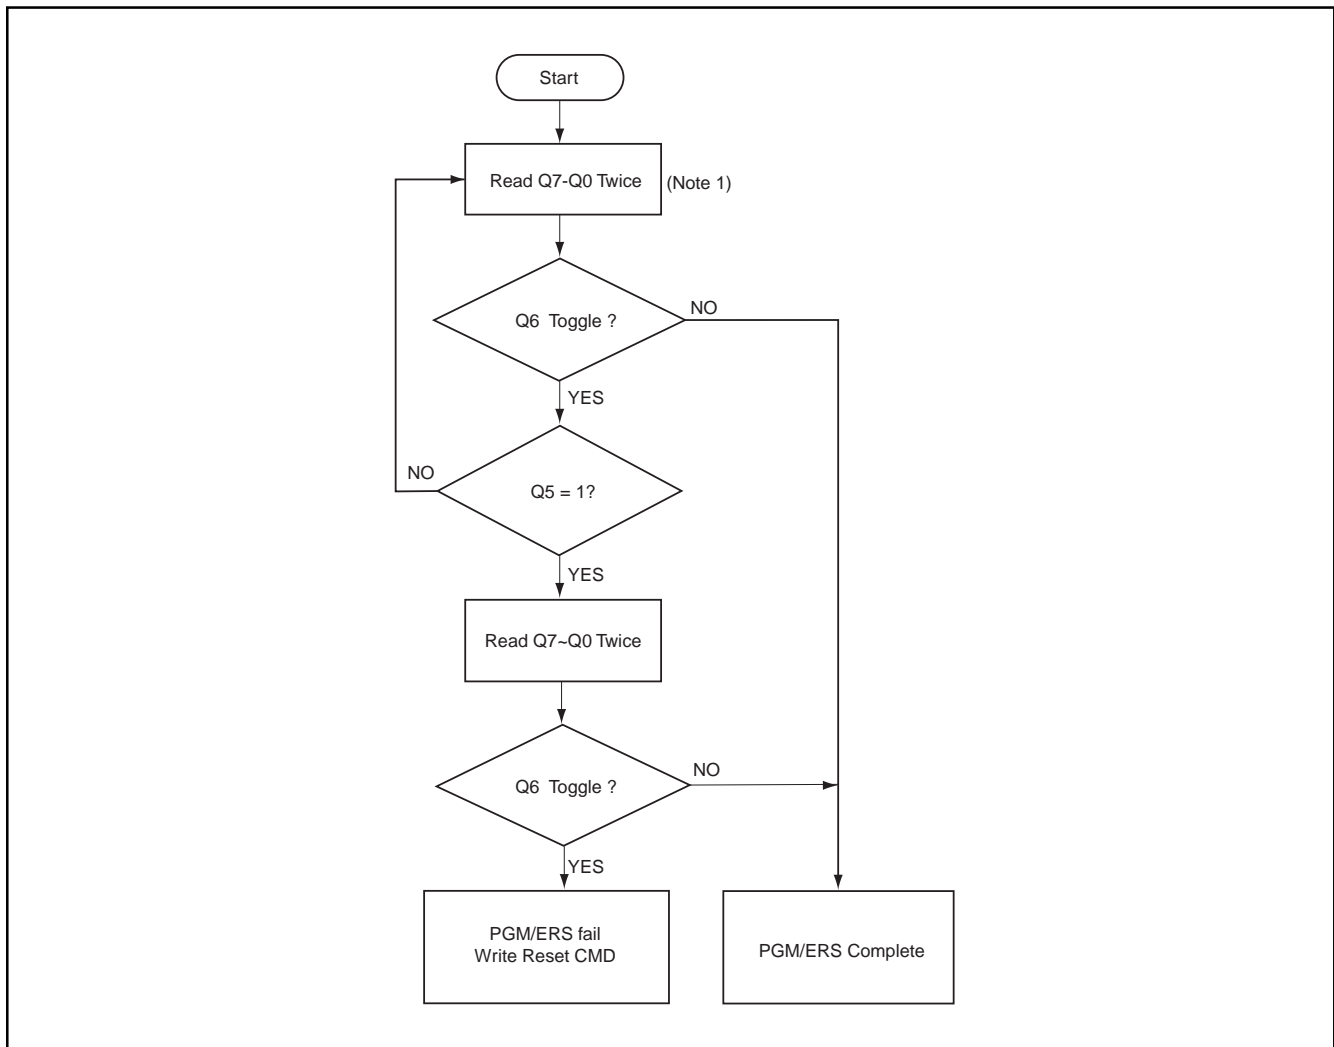 Start
Read Q7-Q0 Twice
(Note 1)
Q6 Toggle ?
NO
YES
NO
Q5 = 1?
YES
Read Q7~Q0 Twice
Q6 Toggle ?
NO
YES
PGM/ERS fail
Write Reset CMD
PGM/ERS Complete